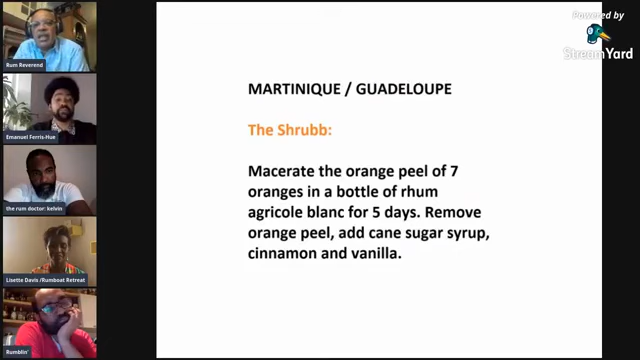 Powered by
StreamYard
Rum Reverend
Emanuel Ferris-Hue
the rum doctor: kelvin
Lisette Davis /Rumboat Retreat
Rumblin'
MARTINIQUE / GUADELOUPE
The Shrubb:
Macerate the orange peel of 7
oranges in a bottle of rhum
agricole blanc for 5 days. Remove
orange peel, add cane sugar syrup,
cinnamon and vanilla.